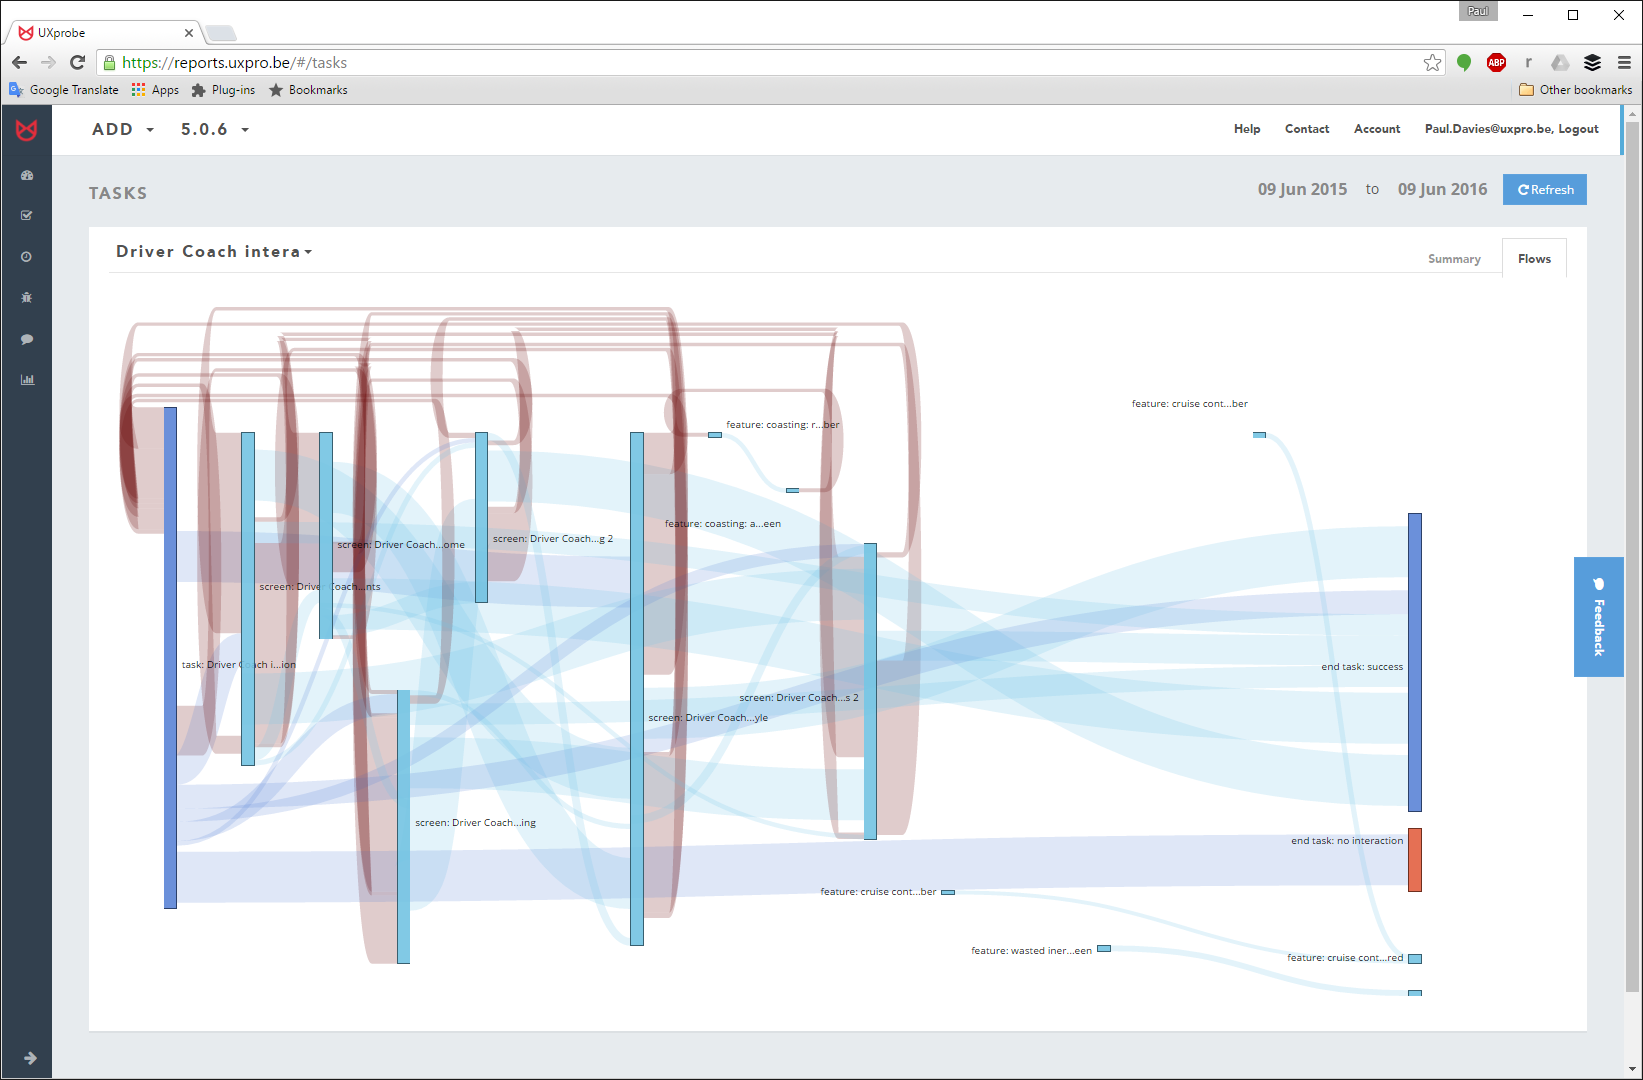 Paul
UXprobe
https://reports.uxpro.be/#/tasks
ABP
r
Google Translate
Apps
Plug-ins
Bookmarks
Other bookmarks
ADD
5.0.6
Help
Contact
Account
Paul.Davies@uxpro.be, Logout
TASKS
09 Jun 2015 to 09 Jun 2016
Refresh
Driver Coach intera
Summary
Flows
feature: cruise cont...ber
feature: coasting: r...ber
feature: coasting: a...een
screen: Driver Coach...g 2
screen: Driver Coach...ome
screen: Driver Coach...nts
task: Driver Coach i...ion
end task: success
screen: Driver Coach...s 2
screen: Driver Coach...yle
screen: Driver Coach...ing
end task: no interaction
feature: cruise cont...ber
feature: wasted iner...een
feature: cruise cont...red
Feedback